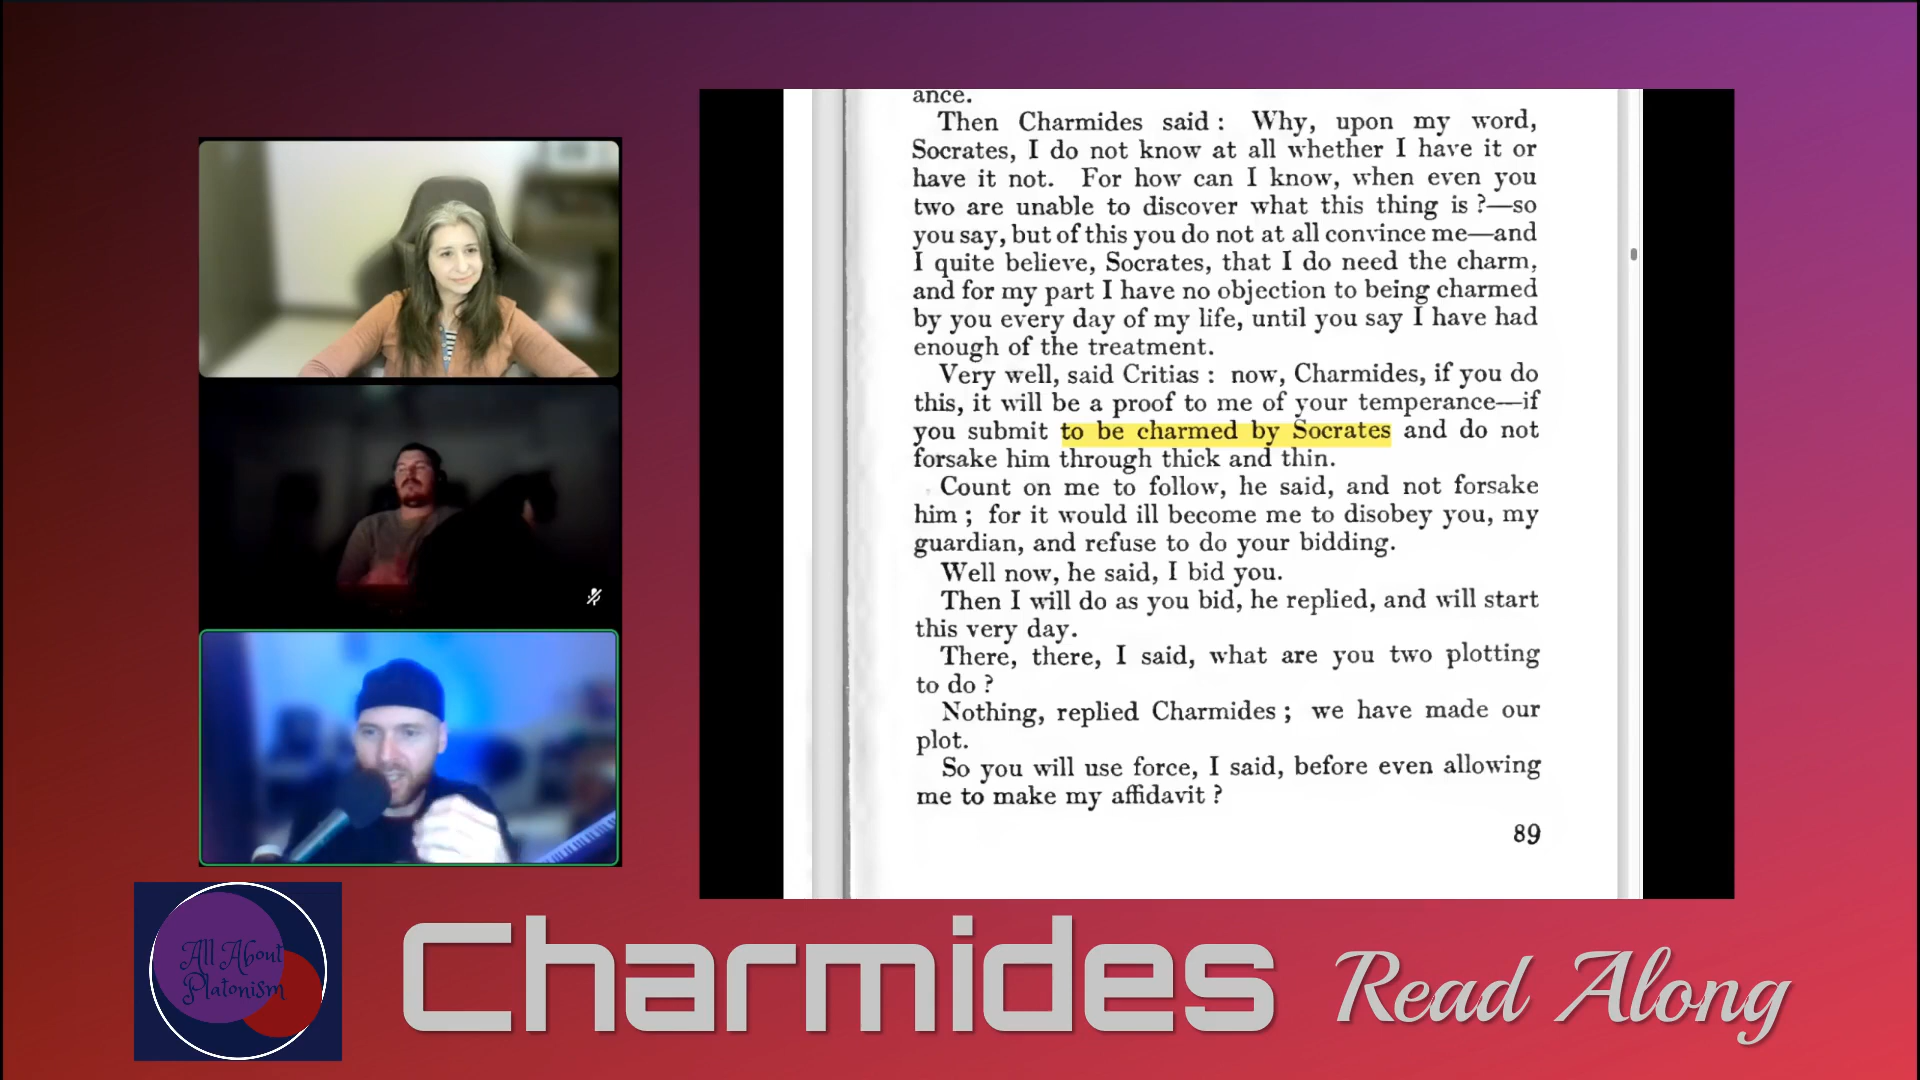 ance.
Then Charmides said : Why, upon my word,
Socrates, I do not know at all whether I have it or
have it not. For how can I know, when even you
two are unable to discover what this thing is ?—so
you say, but of this you do not at all convince me—and
I quite believe, Socrates, that I do need the charm,
and for my part I have no objection to being charmed
by you every day of my life, until you say I have had
enough of the treatment.
Very well, said Critias : now, Charmides, if you do
this, it will be a proof to me of your temperance—if
you submit to be charmed by Socrates and do not
forsake him through thick and thin.
Count on me to follow, he said, and not forsake
him ; for it would ill become me to disobey you, my
guardian, and refuse to do your bidding.
Well now, he said, I bid you.
Then I will do as you bid, he replied, and will start
this very day.
There, there, I said, what are you two plotting
to do ?
Nothing, replied Charmides ; we have made our
plot.
So you will use force, I said, before even allowing
me to make my affidavit ?
89
All About
Platonism
Charmides Read Along